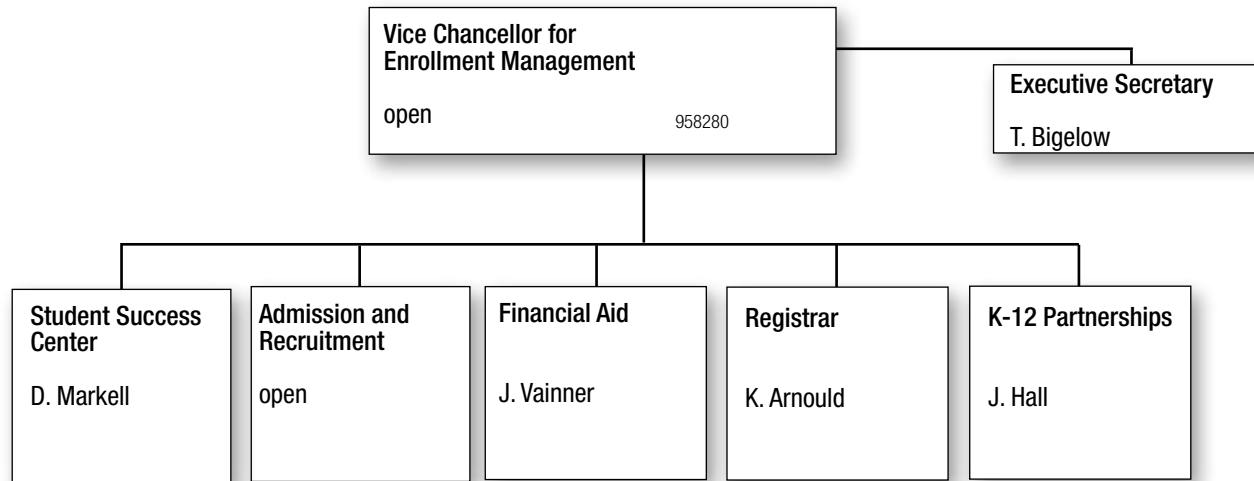 Vice Chancellor for
Enrollment Management
open
958280
Executive Secretary
T. Bigelow
Student Success
Center
D. Markell
Admission and
Recruitment
open
Financial Aid
J. Vainner
Registrar
K. Arnould
K-12 Partnerships
J. Hall